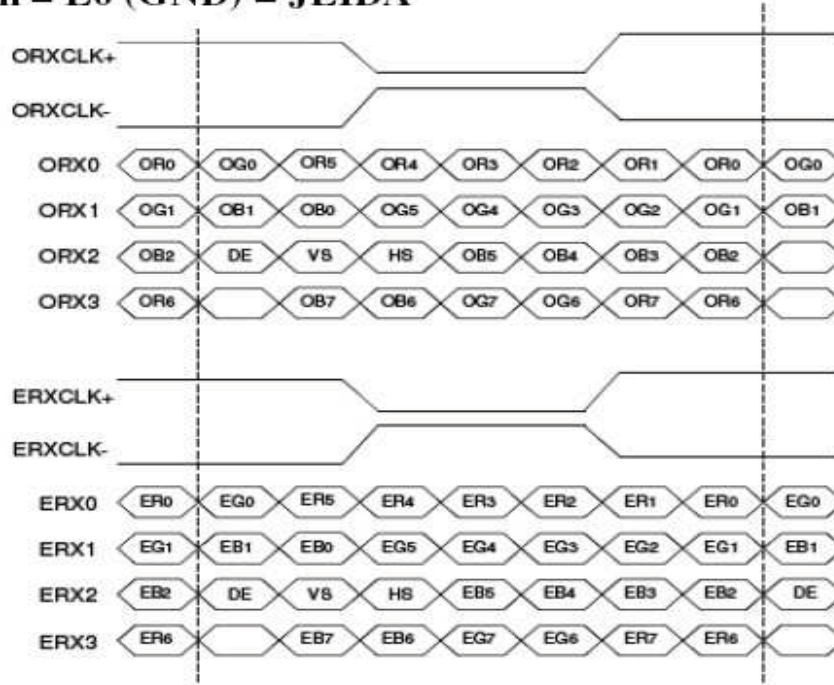 = E0 (GND) = JEIDA
ORXCLK+
ORXCLK-
ORX0 OR0 OG0 OR5 OR4 OR3 OR2 OR1 OR0 OG0
ORX1 OG1 OB1 OB0 OG5 OG4 OG3 OG2 OG1 OB1
ORX2 OB2 DE VS HS OB5 OB4 OB3 OB2
ORX3 OR6 OB7 OB6 OG7 OG6 OR7 OR6
ERXCLK+
ERXCLK-
ERX0 ER0 EG0 ER5 ER4 ER3 ER2 ER1 ER0 EG0
ERX1 EG1 EB1 EB0 EG5 EG4 EG3 EG2 EG1 EB1
ERX2 EB2 DE VS HS EB5 EB4 EB3 EB2 DE
ERX3 ER6 EB7 EB6 EG7 EG6 ER7 ER6